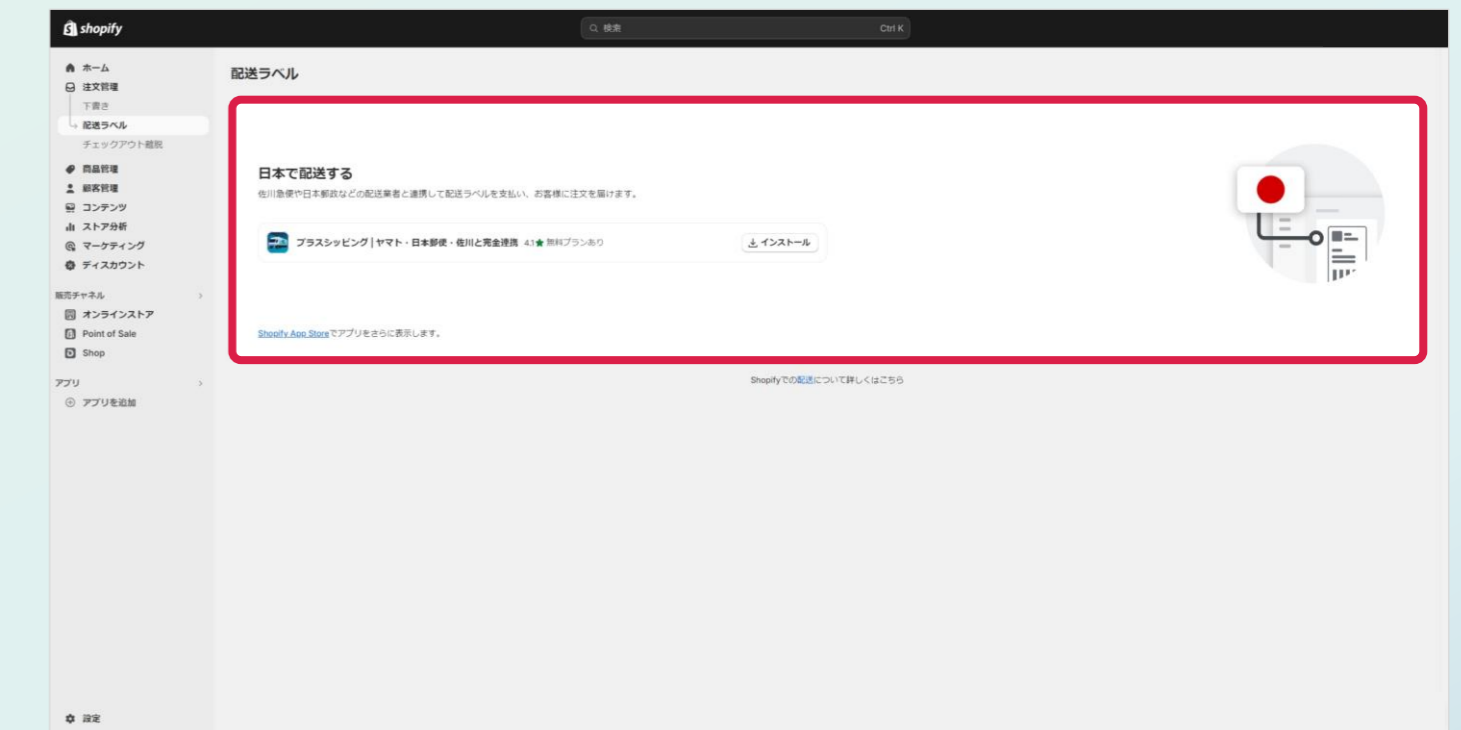 shopify
検索
Ctrl K
ホーム
注文管理
下書き
配送ラベル
チェックアウト離脱
商品管理
顧客管理
コンテンツ
ストア分析
マーケティング
ディスカウント
販売チャネル
オンラインストア
Point of Sale
Shop
アプリ
アプリを追加
設定
配送ラベル
日本で配送する
佐川急便や日本郵政などの配送業者と連携して配送ラベルを支払い、お客様に注文を届けます。
プラスシッピング | ヤマト・日本郵便・佐川と完全連携 4.1★ 無料プランあり
インストール
Shopify App Storeでアプリをさらに表示します。
Shopifyでの配送について詳しくはこちら